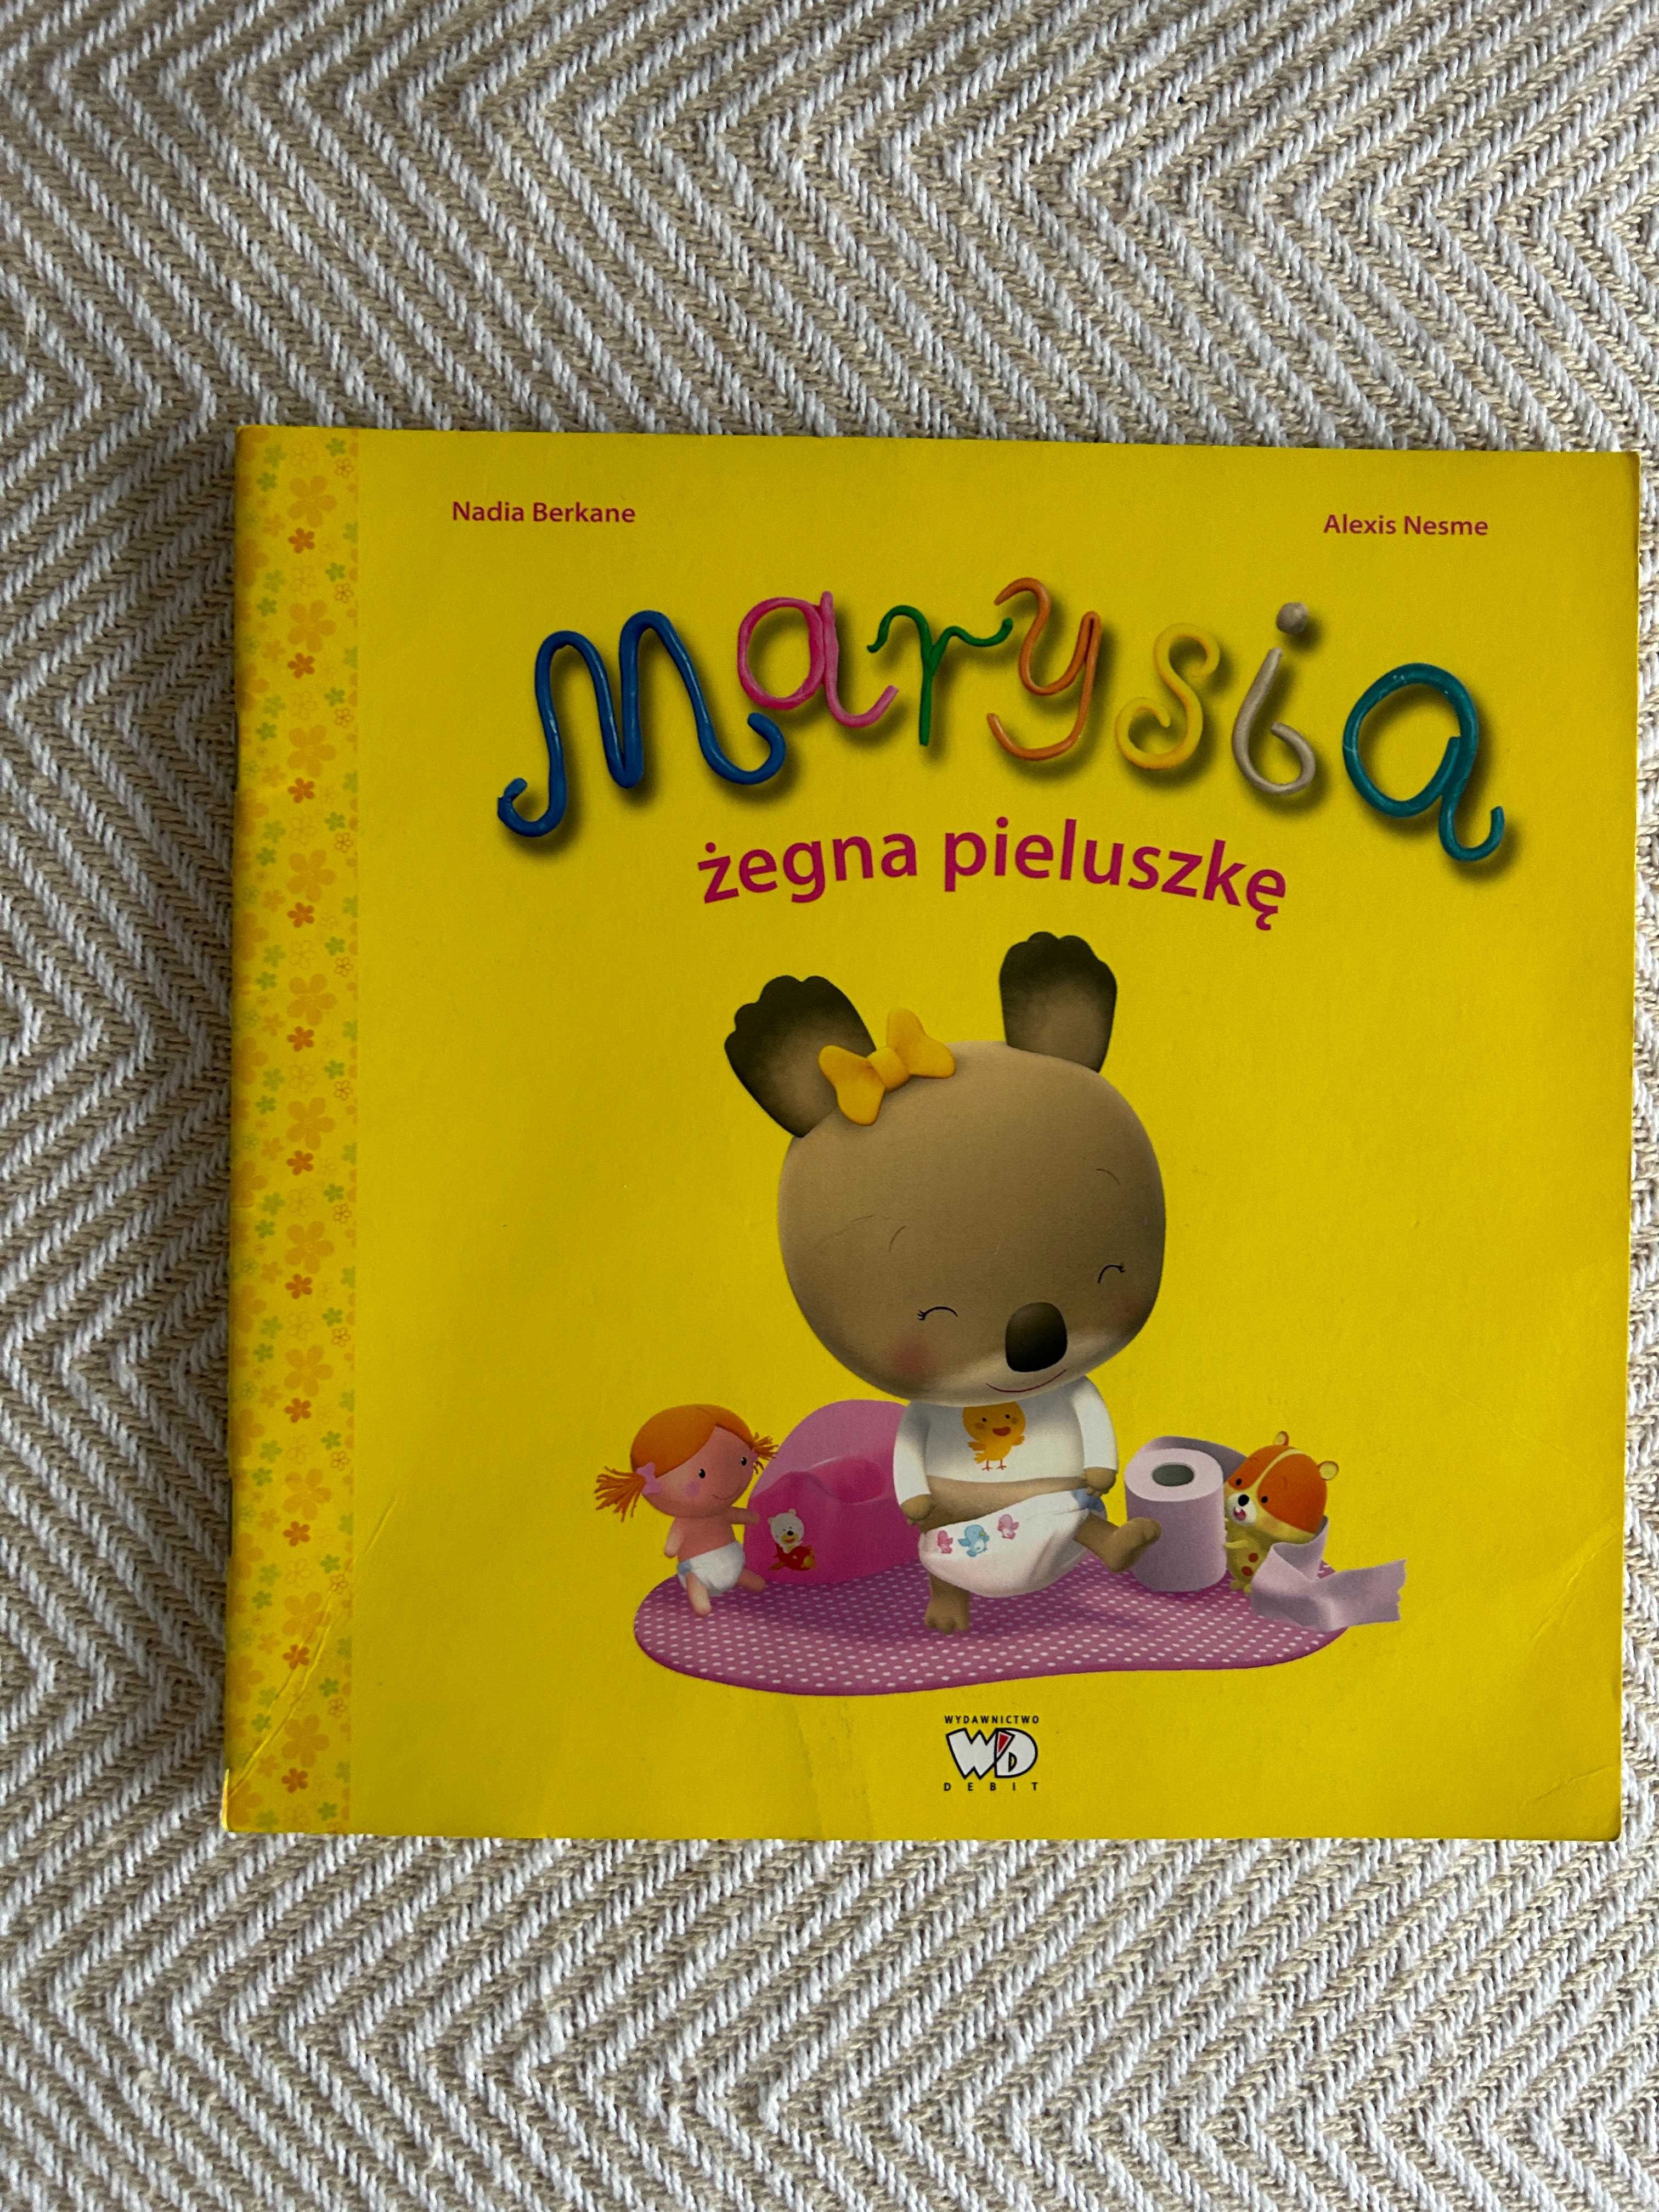 Nadia Berkane
Alexis Nesme
Marysia
żegna pieluszkę
WYDAWNICTWO
WD
DEBIT